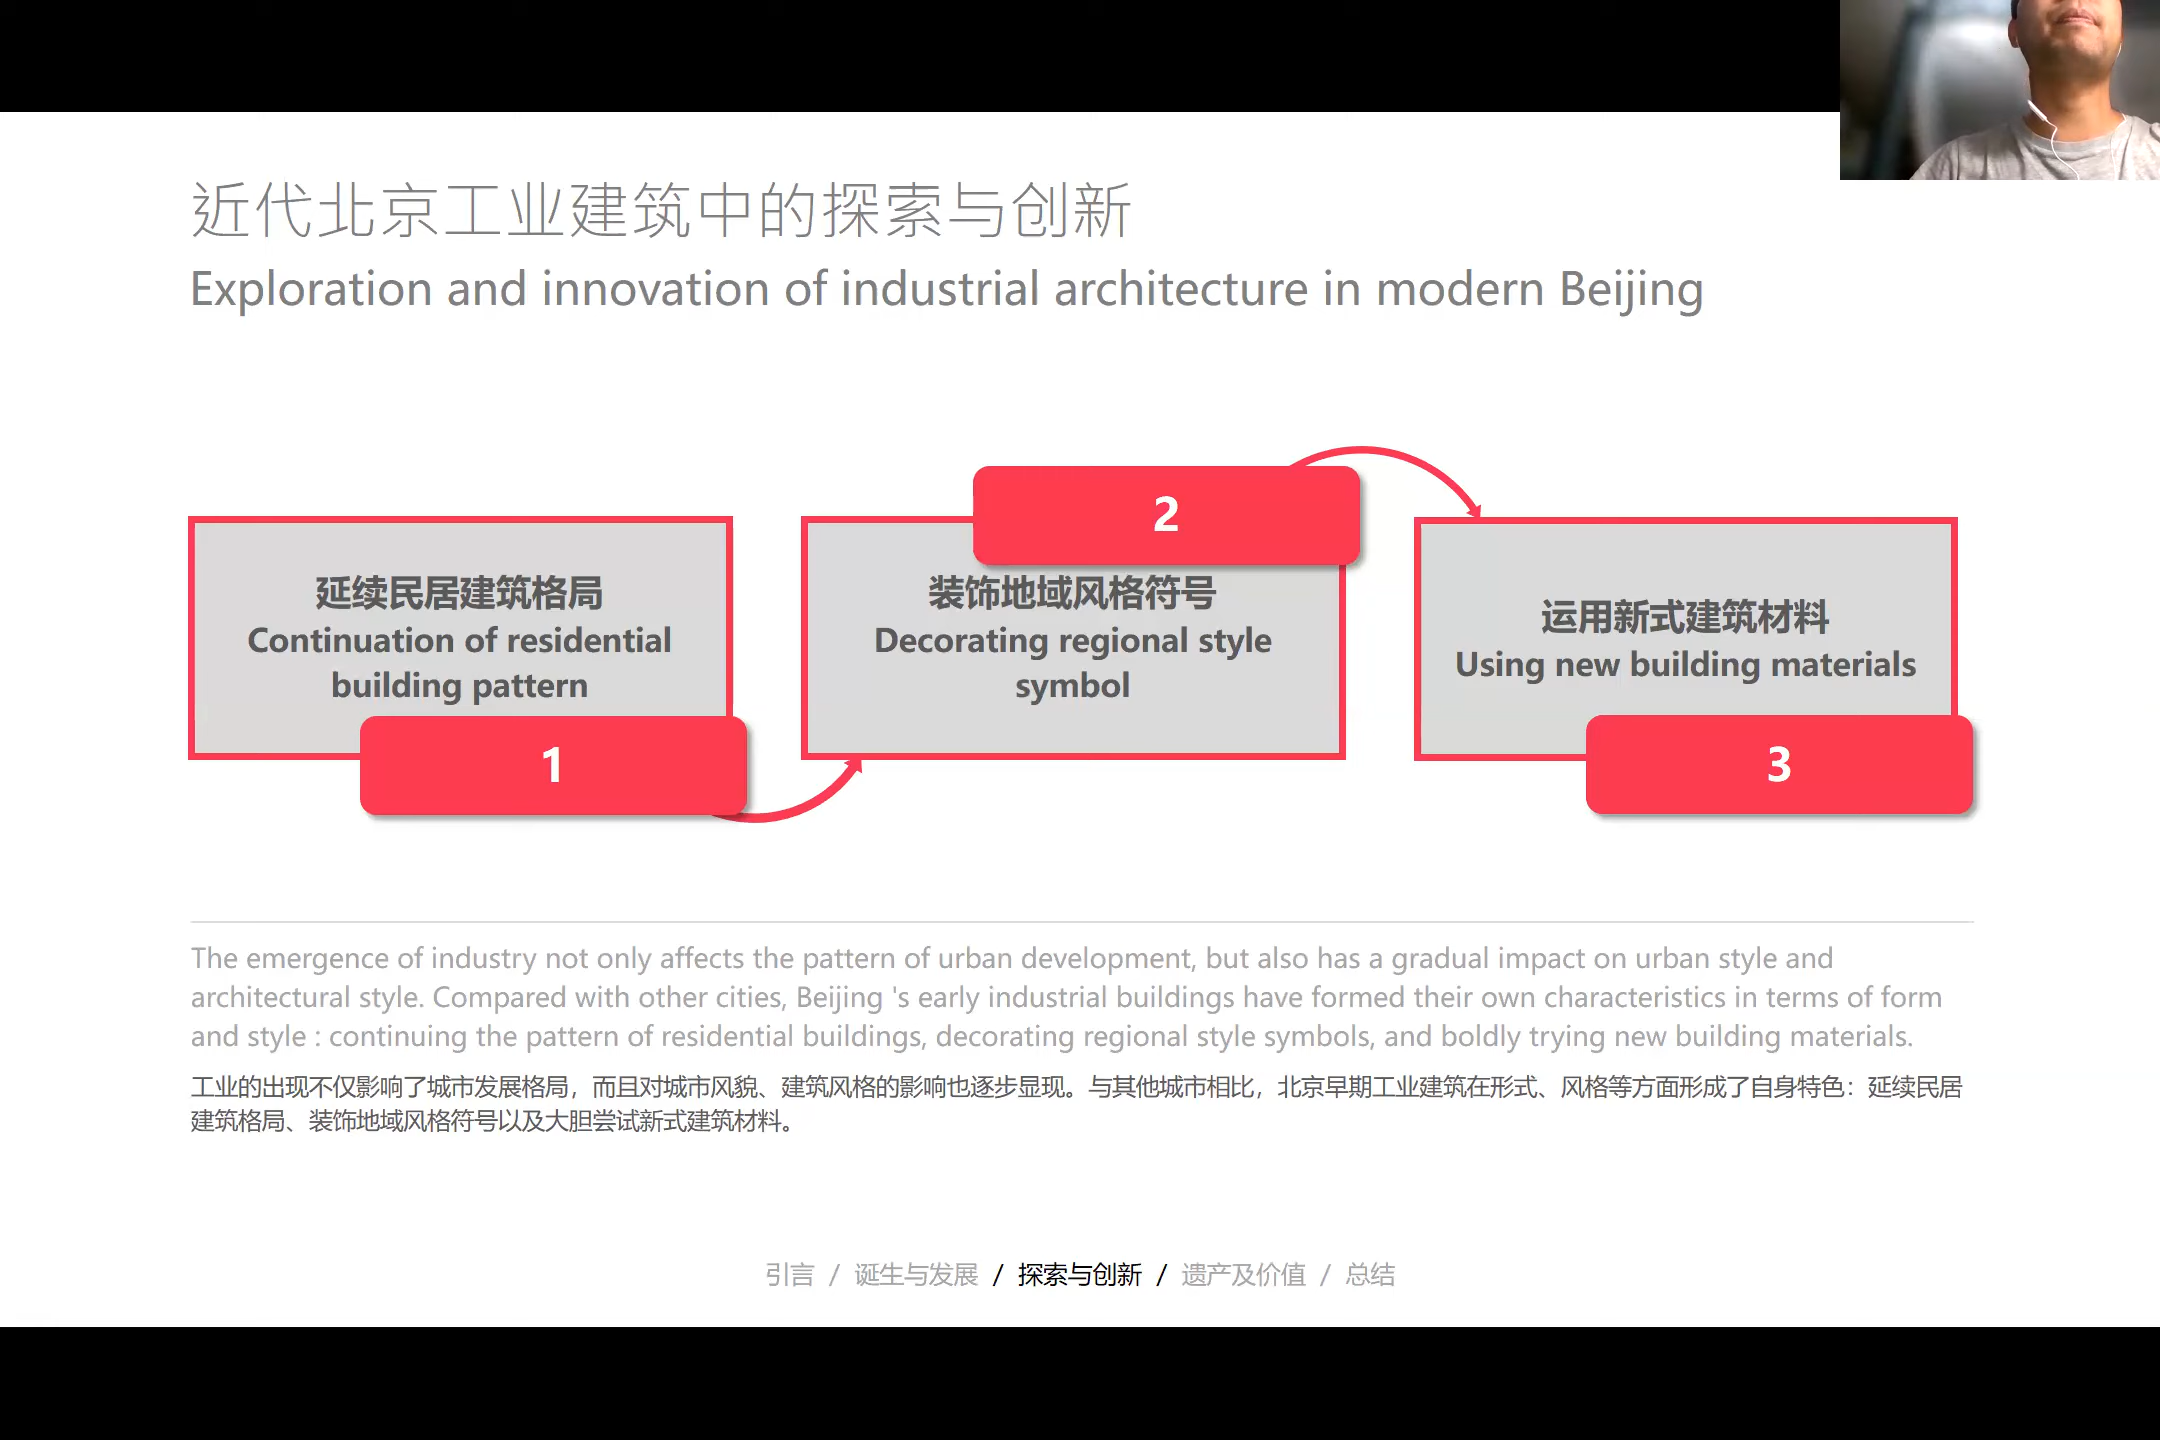 近代北京工业建筑中的探索与创新
Exploration and innovation of industrial architecture in modern Beijing
延续民居建筑格局
Continuation of residential
building pattern
1
2
装饰地域风格符号
Decorating regional style
symbol
运用新式建筑材料
Using new building materials
3
The emergence of industry not only affects the pattern of urban development, but also has a gradual impact on urban style and
architectural style. Compared with other cities, Beijing 's early industrial buildings have formed their own characteristics in terms of form
and style : continuing the pattern of residential buildings, decorating regional style symbols, and boldly trying new building materials.
工业的出现不仅影响了城市发展格局，而且对城市风貌、建筑风格的影响也逐步显现。与其他城市相比，北京早期工业建筑在形式、风格等方面形成了自身特色：延续民居
建筑格局、装饰地域风格符号以及大胆尝试新式建筑材料。
引言 / 诞生与发展 / 探索与创新 / 遗产及价值 / 总结